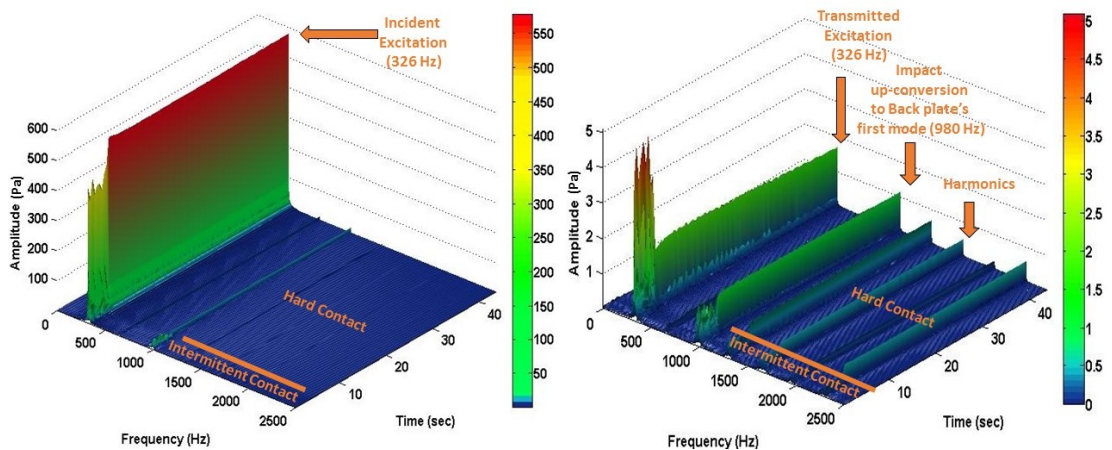 Incident
Excitation
(326 Hz)
600
500
400
300
200
100
Amplitude (Pa)
0
500
1000
1500
2000
2500
Frequency (Hz)
10
20
30
40
Time (sec)
Hard Contact
Intermittent Contact
550
500
450
400
350
300
250
200
150
100
50
Transmitted
Excitation
(326 Hz)
Impact
up-conversion
to Back plate's
first mode (980 Hz)
Harmonics
5
4
3
2
1
Amplitude (Pa)
0
500
1000
1500
2000
2500
Frequency (Hz)
10
20
30
40
Time (sec)
Hard Contact
Intermittent Contact
5
4.5
4
3.5
3
2.5
2
1.5
1
0.5
0